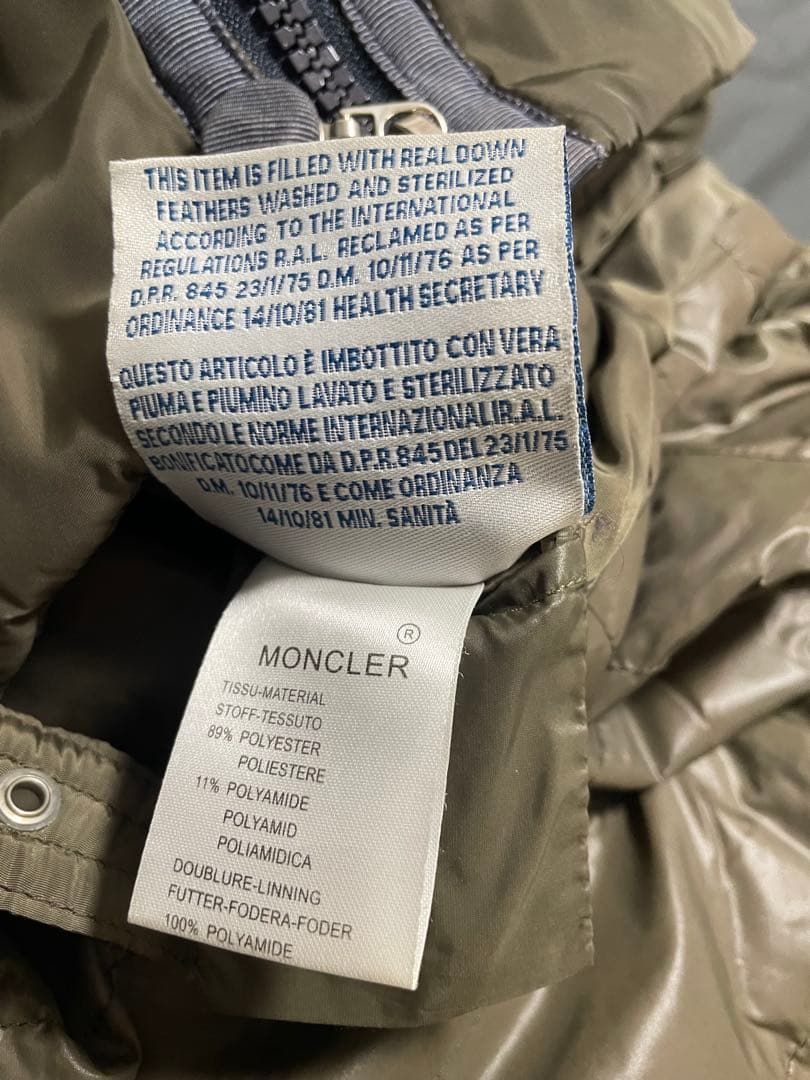 THIS ITEM IS FILLED WITH REAL DOWN
FEATHERS WASHED AND STERILIZED
ACCORDING TO THE INTERNATIONAL
REGULATIONS R.A.L. RECLAMED AS PER
D.P.R. 845 23/1/75 D.M. 10/11/76 AS PER
ORDINANCE 14/10/81 HEALTH SECRETARY
QUESTO ARTICOLO È IMBOTTITO CON VERA
PIUMA E PIUMINO LAVATO E STERILIZZATO
SECONDO LE NORME INTERNAZIONALI R.A.L.
BONIFICATO COME DA D.P.R. 845 DEL 23/1/75
D.M. 10/11/76 E COME ORDINANZA
14/10/81 MIN. SANITÀ
®
MONCLER
TISSU-MATERIAL
STOFF-TESSUTO
89% POLYESTER
POLIESTERE
11% POLYAMIDE
POLYAMID
POLIAMIDICA
DOUBLURE-LINNING
FUTTER-FODERA-FODER
100% POLYAMIDE